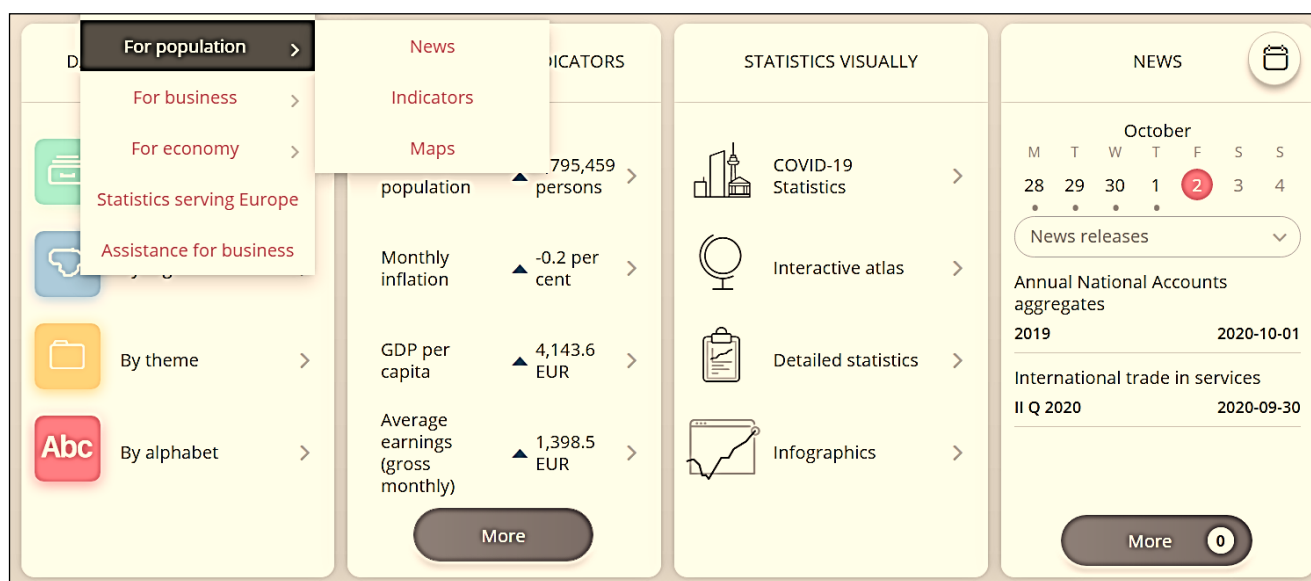 For population
For business
For economy
Statistics serving Europe
Assistance for business
News
Indicators
Maps
By theme
Abc
By alphabet
population
,795,459
persons
Monthly
inflation
-0.2 per
cent
GDP per
capita
4,143.6
EUR
Average
earnings
(gross
monthly)
1,398.5
EUR
More
STATISTICS VISUALLY
COVID-19
Statistics
Interactive atlas
Detailed statistics
Infographics
NEWS
October
M T W T F S S
28 29 30 1 2 3 4
News releases
Annual National Accounts
aggregates
2019 2020-10-01
International trade in services
II Q 2020 2020-09-30
More 0